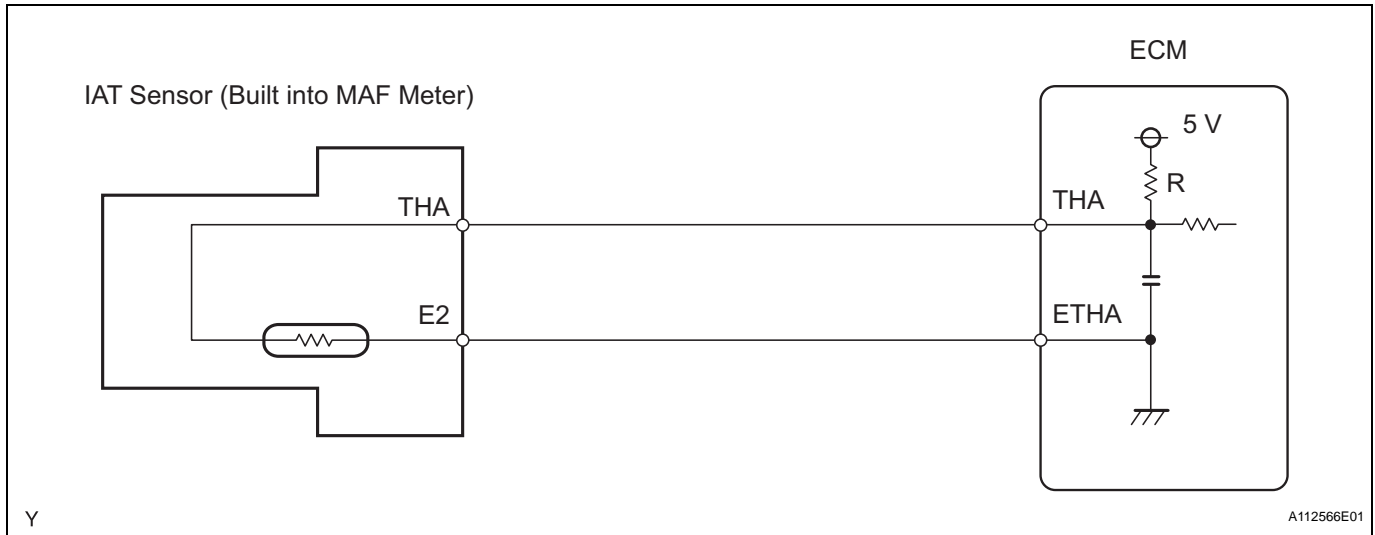 ECM
IAT Sensor (Built into MAF Meter)
5 V
R
THA
THA
E2
ETHA
Y
A112566E01